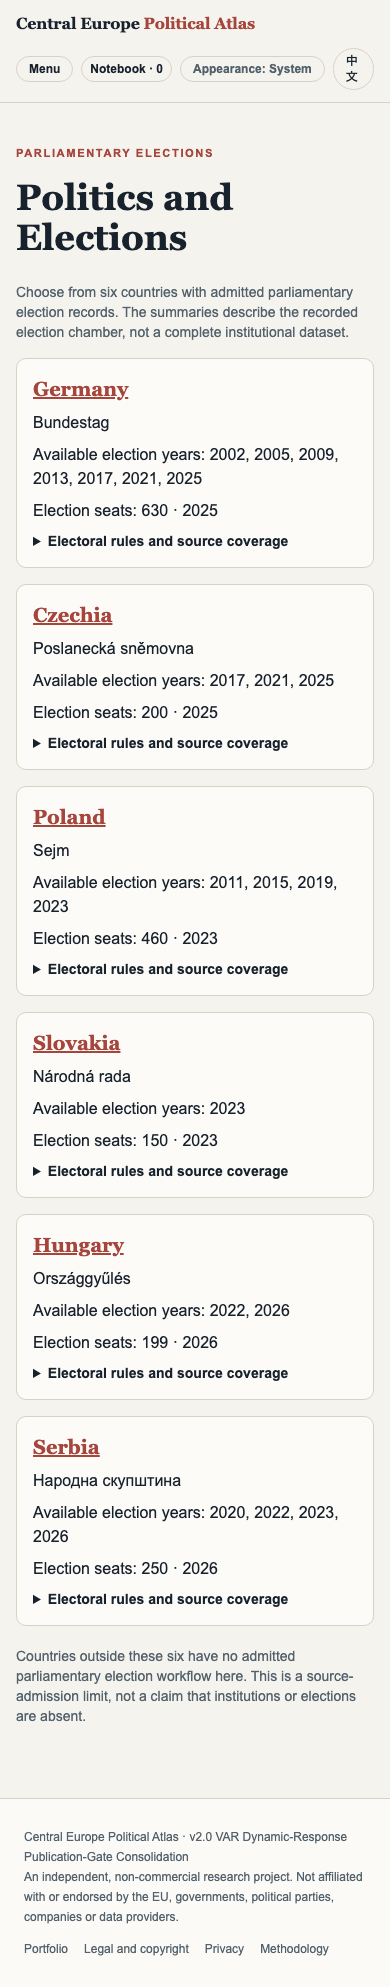 Central Europe Political Atlas
Menu
Notebook · 0
Appearance: System
中
文
PARLIAMENTARY ELECTIONS
Politics and
Elections
Choose from six countries with admitted parliamentary
election records. The summaries describe the recorded
election chamber, not a complete institutional dataset.
Germany
Bundestag
Available election years: 2002, 2005, 2009,
2013, 2017, 2021, 2025
Election seats: 630 · 2025
Electoral rules and source coverage
Czechia
Poslanecká sněmovna
Available election years: 2017, 2021, 2025
Election seats: 200 · 2025
Electoral rules and source coverage
Poland
Sejm
Available election years: 2011, 2015, 2019,
2023
Election seats: 460 · 2023
Electoral rules and source coverage
Slovakia
Národná rada
Available election years: 2023
Election seats: 150 · 2023
Electoral rules and source coverage
Hungary
Országgyűlés
Available election years: 2022, 2026
Election seats: 199 · 2026
Electoral rules and source coverage
Serbia
Народна скупштина
Available election years: 2020, 2022, 2023,
2026
Election seats: 250 · 2026
Electoral rules and source coverage
Countries outside these six have no admitted
parliamentary election workflow here. This is a source-
admission limit, not a claim that institutions or elections
are absent.
Central Europe Political Atlas · v2.0 VAR Dynamic-Response
Publication-Gate Consolidation
An independent, non-commercial research project. Not affiliated
with or endorsed by the EU, governments, political parties,
companies or data providers.
Portfolio
Legal and copyright
Privacy
Methodology